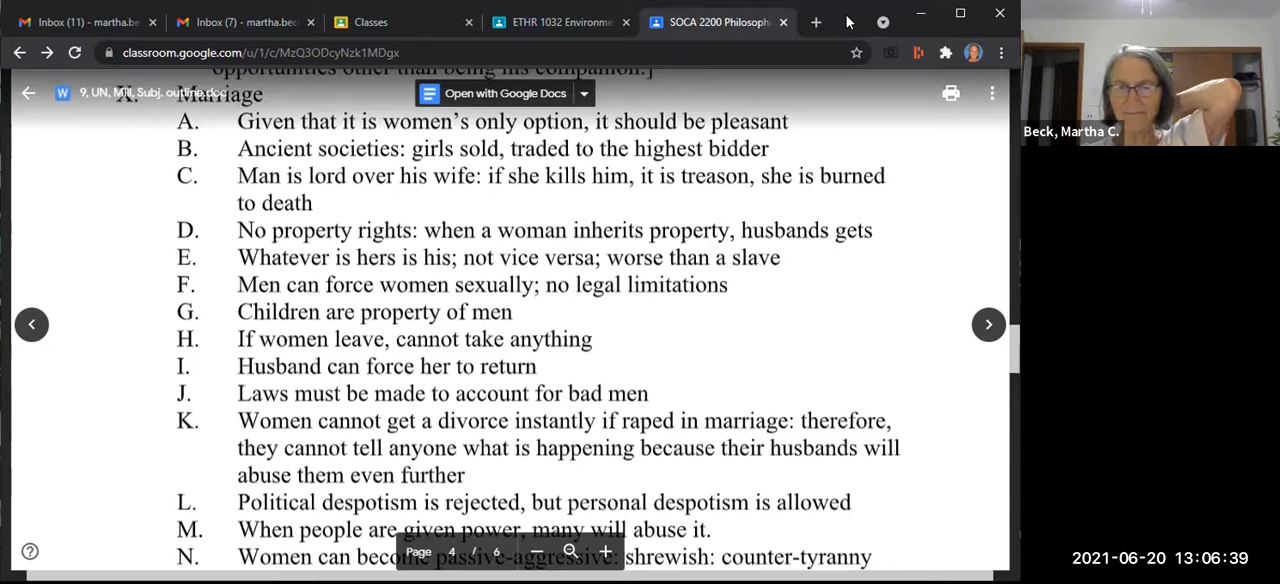 Inbox (11) - martha.be
Inbox (7) - martha.bec
Classes
ETHR 1032 Environme
SOCA 2200 Philosoph
classroom.google.com/u/1/c/MzQ3ODcyNzk1MDgx
opportunities other than being his companion.]
9, UN, Mill, Subj. outline.doc
Open with Google Docs
X. Marriage
A. Given that it is women's only option, it should be pleasant
B. Ancient societies: girls sold, traded to the highest bidder
C. Man is lord over his wife: if she kills him, it is treason, she is burned
to death
D. No property rights: when a woman inherits property, husbands gets
E. Whatever is hers is his; not vice versa; worse than a slave
F. Men can force women sexually; no legal limitations
G. Children are property of men
H. If women leave, cannot take anything
I. Husband can force her to return
J. Laws must be made to account for bad men
K. Women cannot get a divorce instantly if raped in marriage: therefore,
they cannot tell anyone what is happening because their husbands will
abuse them even further
L. Political despotism is rejected, but personal despotism is allowed
M. When people are given power, many will abuse it.
N. Women can become passive-aggressive: shrewish: counter-tyranny
Page 4 / 6
Beck, Martha C.
2021-06-20 13:06:39